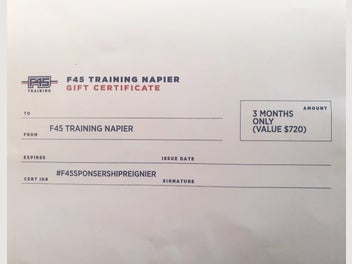 F45
TRAINING
F45 TRAINING NAPIER
GIFT CERTIFICATE
AMOUNT
3 MONTHS
ONLY
(VALUE $720)
TO
FROM F45 TRAINING NAPIER
EXPIRES ISSUE DATE
CERT ID# #F45SPONSERSHIPREIGNIER SIGNATURE